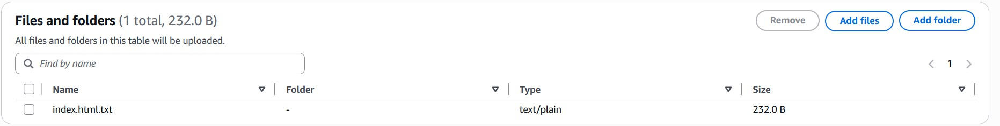 Files and folders (1 total, 232.0 B)
Remove
Add files
Add folder
All files and folders in this table will be uploaded.
Find by name
1
Name
Folder
Type
Size
index.html.txt
-
text/plain
232.0 B